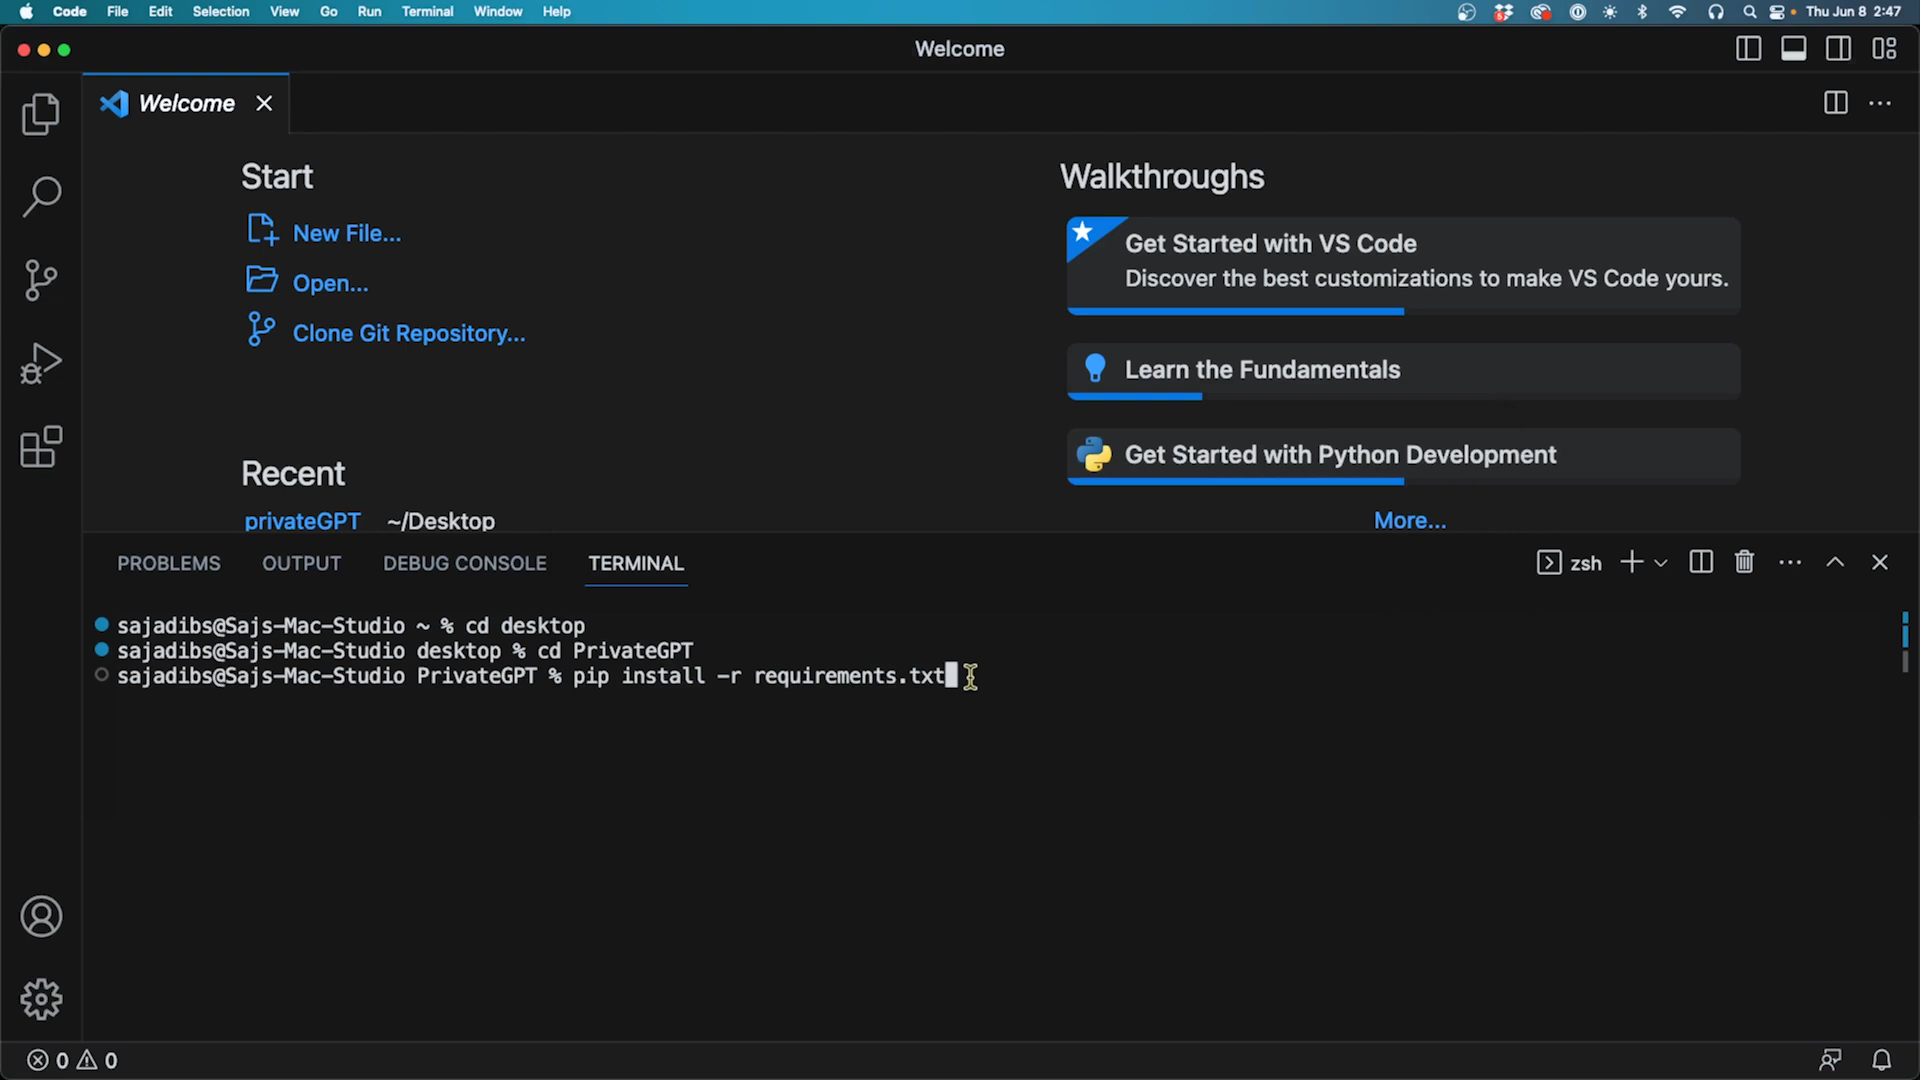 Code File Edit Selection View Go Run Terminal Window Help Thu Jun 8 2:47
Welcome
Welcome
Start
New File...
Open...
Clone Git Repository...
Recent
privateGPT ~/Desktop
Walkthroughs
Get Started with VS Code
Discover the best customizations to make VS Code yours.
Learn the Fundamentals
Get Started with Python Development
More...
PROBLEMS OUTPUT DEBUG CONSOLE TERMINAL zsh
sajadibs@Sajs-Mac-Studio ~ % cd desktop
sajadibs@Sajs-Mac-Studio desktop % cd PrivateGPT
sajadibs@Sajs-Mac-Studio PrivateGPT % pip install -r requirements.txt
0 0